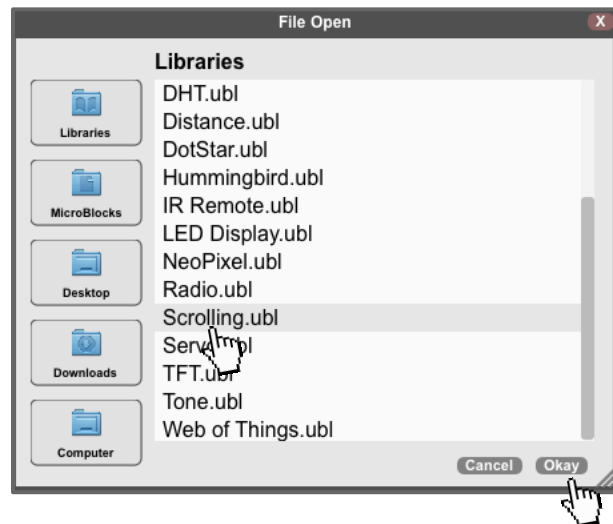 File Open
X
Libraries
Libraries
MicroBlocks
Desktop
Downloads
Computer
DHT.ubl
Distance.ubl
DotStar.ubl
Hummingbird.ubl
IR Remote.ubl
LED Display.ubl
NeoPixel.ubl
Radio.ubl
Scrolling.ubl
Servo.ubl
TFT.ubl
Tone.ubl
Web of Things.ubl
Cancel Okay